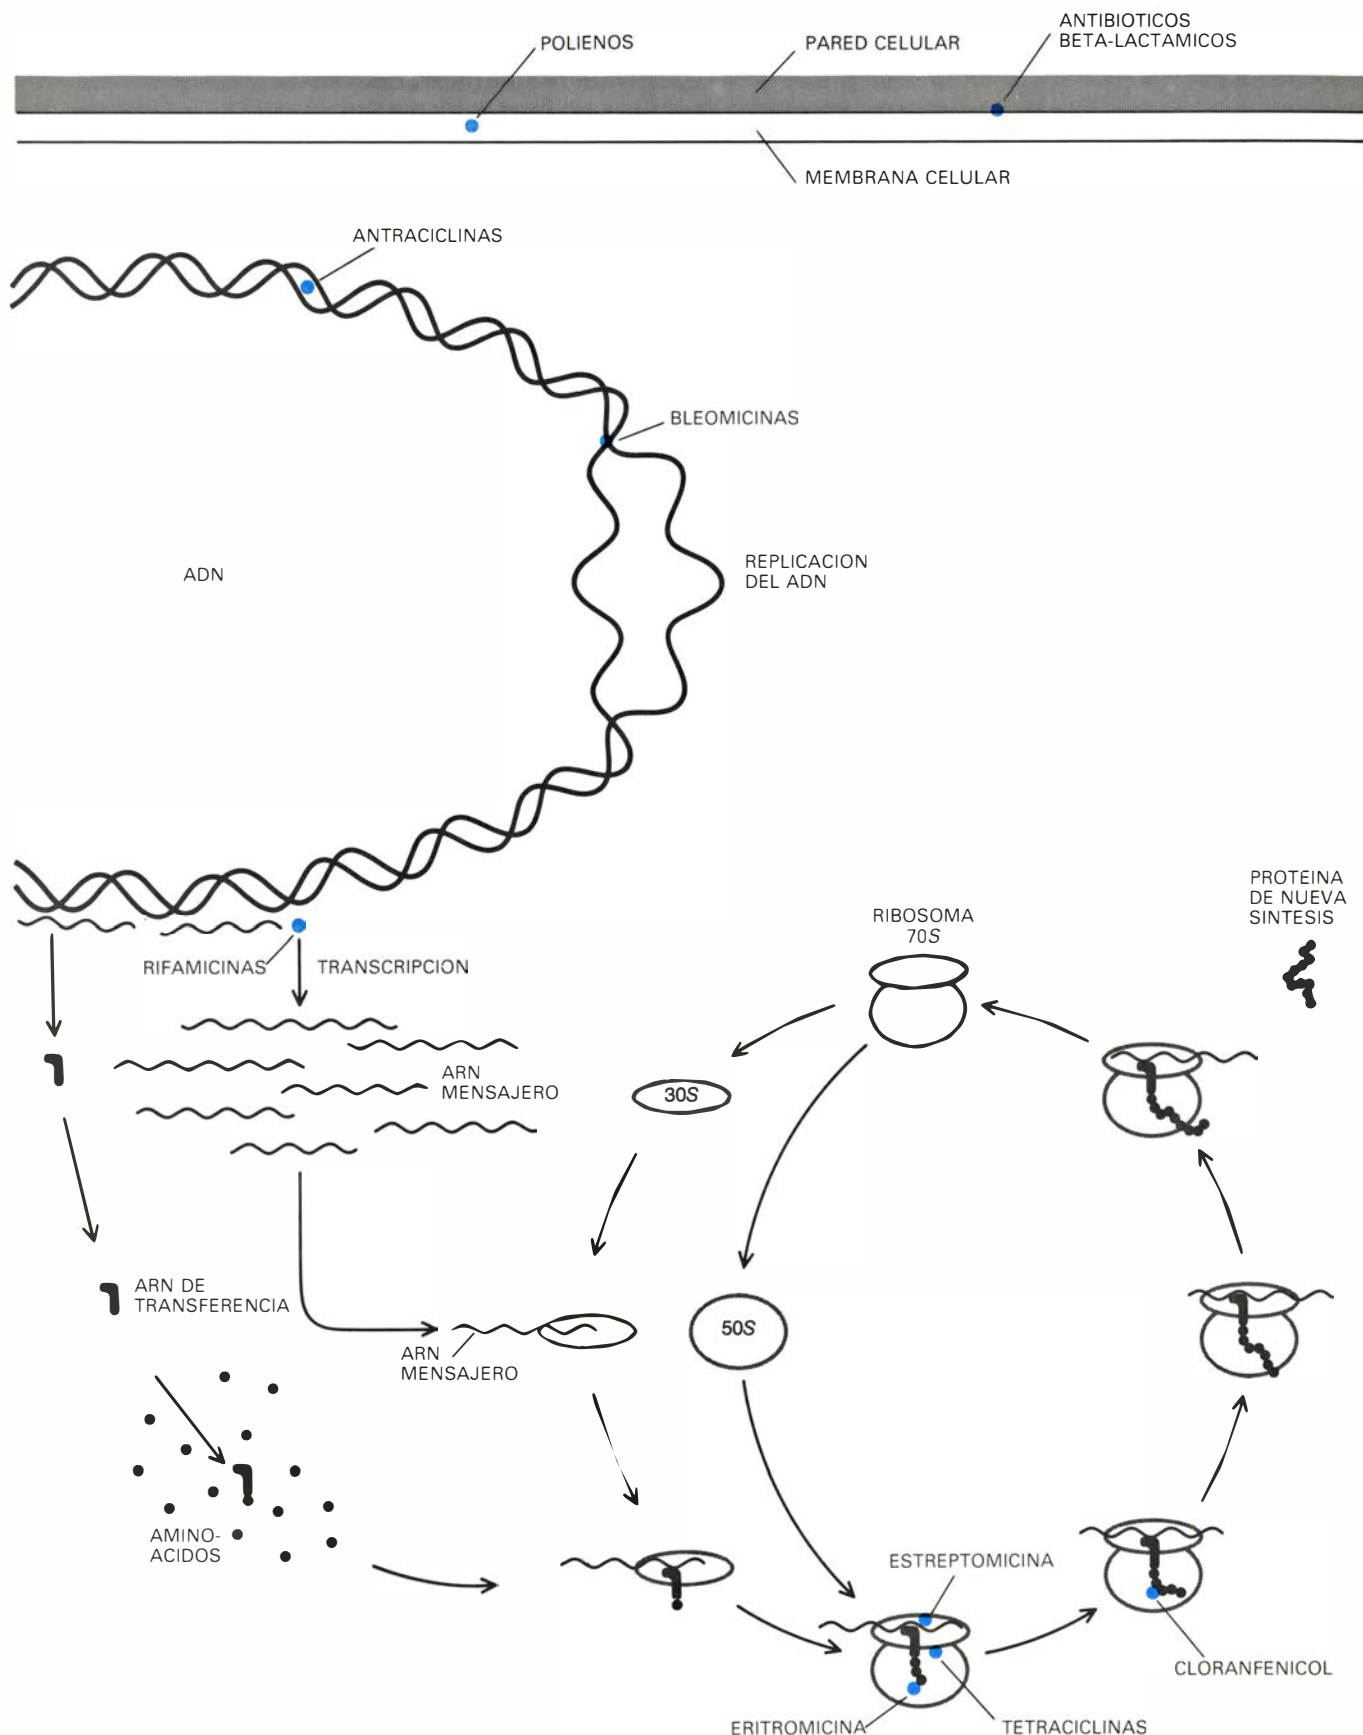 POLIENOS
PARED CELULAR
ANTIBIOTICOS
BETA-LACTAMICOS
MEMBRANA CELULAR
ANTRACICLINAS
BLEOMICINAS
ADN
REPLICACION
DEL ADN
RIFAMICINAS
TRANSCRIPCION
RIBOSOMA
70S
PROTEINA
DE NUEVA
SINTESIS
ARN
MENSAJERO
30S
ARN DE
TRANSFERENCIA
ARN
MENSAJERO
50S
AMINO-
ACIDOS
ESTREPTOMICINA
CLORANFENICOL
ERITROMICINA
TETRACICLINAS